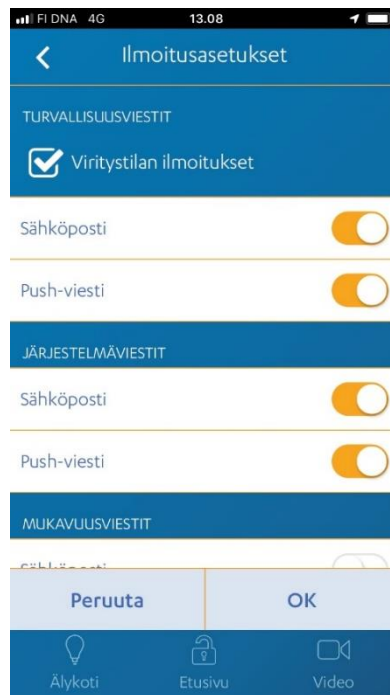 FI DNA 4G 13.08
Ilmoitusasetukset
TURVALLISUUSVIESTIT
Viritystilan ilmoitukset
Sähköposti
Push-viesti
JÄRJESTELMÄVIESTIT
Sähköposti
Push-viesti
MUKAVUUSVIESTIT
Sähköposti
Peruuta OK
Älykoti Etusivu Video